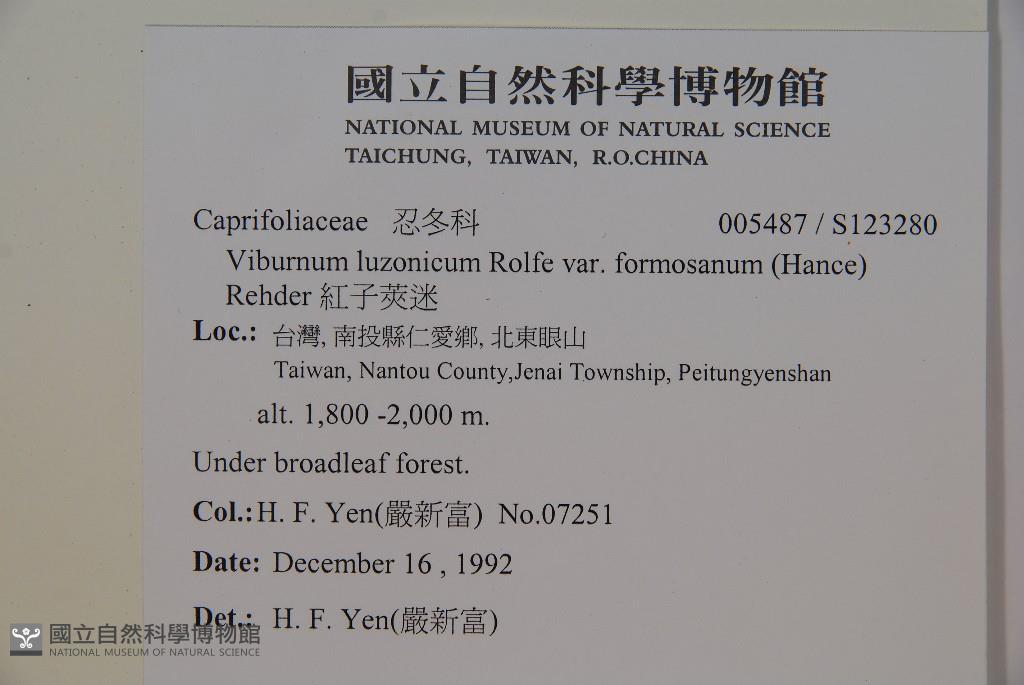 國立自然科學博物館
NATIONAL MUSEUM OF NATURAL SCIENCE
TAICHUNG, TAIWAN, R.O.CHINA
Caprifoliaceae 忍冬科 005487 / S123280
Viburnum luzonicum Rolfe var. formosanum (Hance)
Rehder 紅子莢迷
Loc.: 台灣, 南投縣仁愛鄉, 北東眼山
Taiwan, Nantou County,Jenai Township, Peitungyenshan
alt. 1,800 -2,000 m.
Under broadleaf forest.
Col.:H. F. Yen(嚴新富) No.07251
Date: December 16 , 1992
Det.: H. F. Yen(嚴新富)
國立自然科學博物館
NATIONAL MUSEUM OF NATURAL SCIENCE